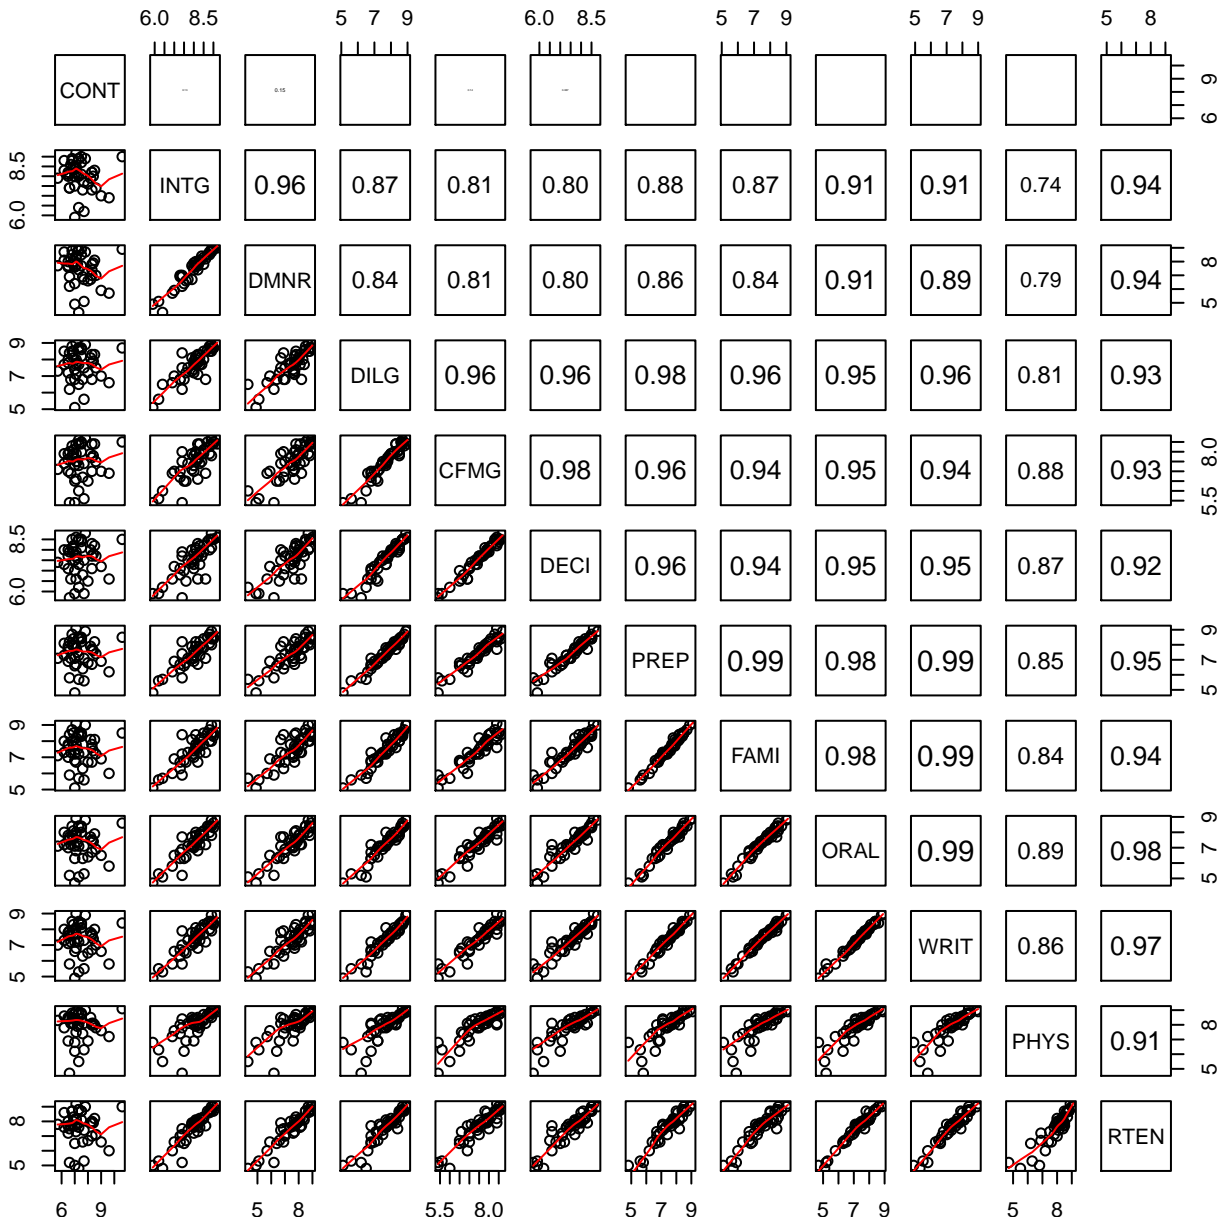 6.0 8.5 5 7 9 6.0 8.5 5 7 9 5 7 9 5 8
CONT 0.15 6 9
6.0 8.5 INTG 0.96 0.87 0.81 0.80 0.88 0.87 0.91 0.91 0.74 0.94
DMNR 0.84 0.81 0.80 0.86 0.84 0.91 0.89 0.79 0.94 5 8
5 7 9 DILG 0.96 0.96 0.98 0.96 0.95 0.96 0.81 0.93
CFMG 0.98 0.96 0.94 0.95 0.94 0.88 0.93 5.5 8.0
6.0 8.5 DECI 0.96 0.94 0.95 0.95 0.87 0.92
PREP 0.99 0.98 0.99 0.85 0.95 5 7 9
5 7 9 FAMI 0.98 0.99 0.84 0.94
ORAL 0.99 0.89 0.98 5 7 9
5 7 9 WRIT 0.86 0.97
PHYS 0.91 5 8
5 8 RTEN
6 9 5 8 5.5 8.0 5 7 9 5 7 9 5 8